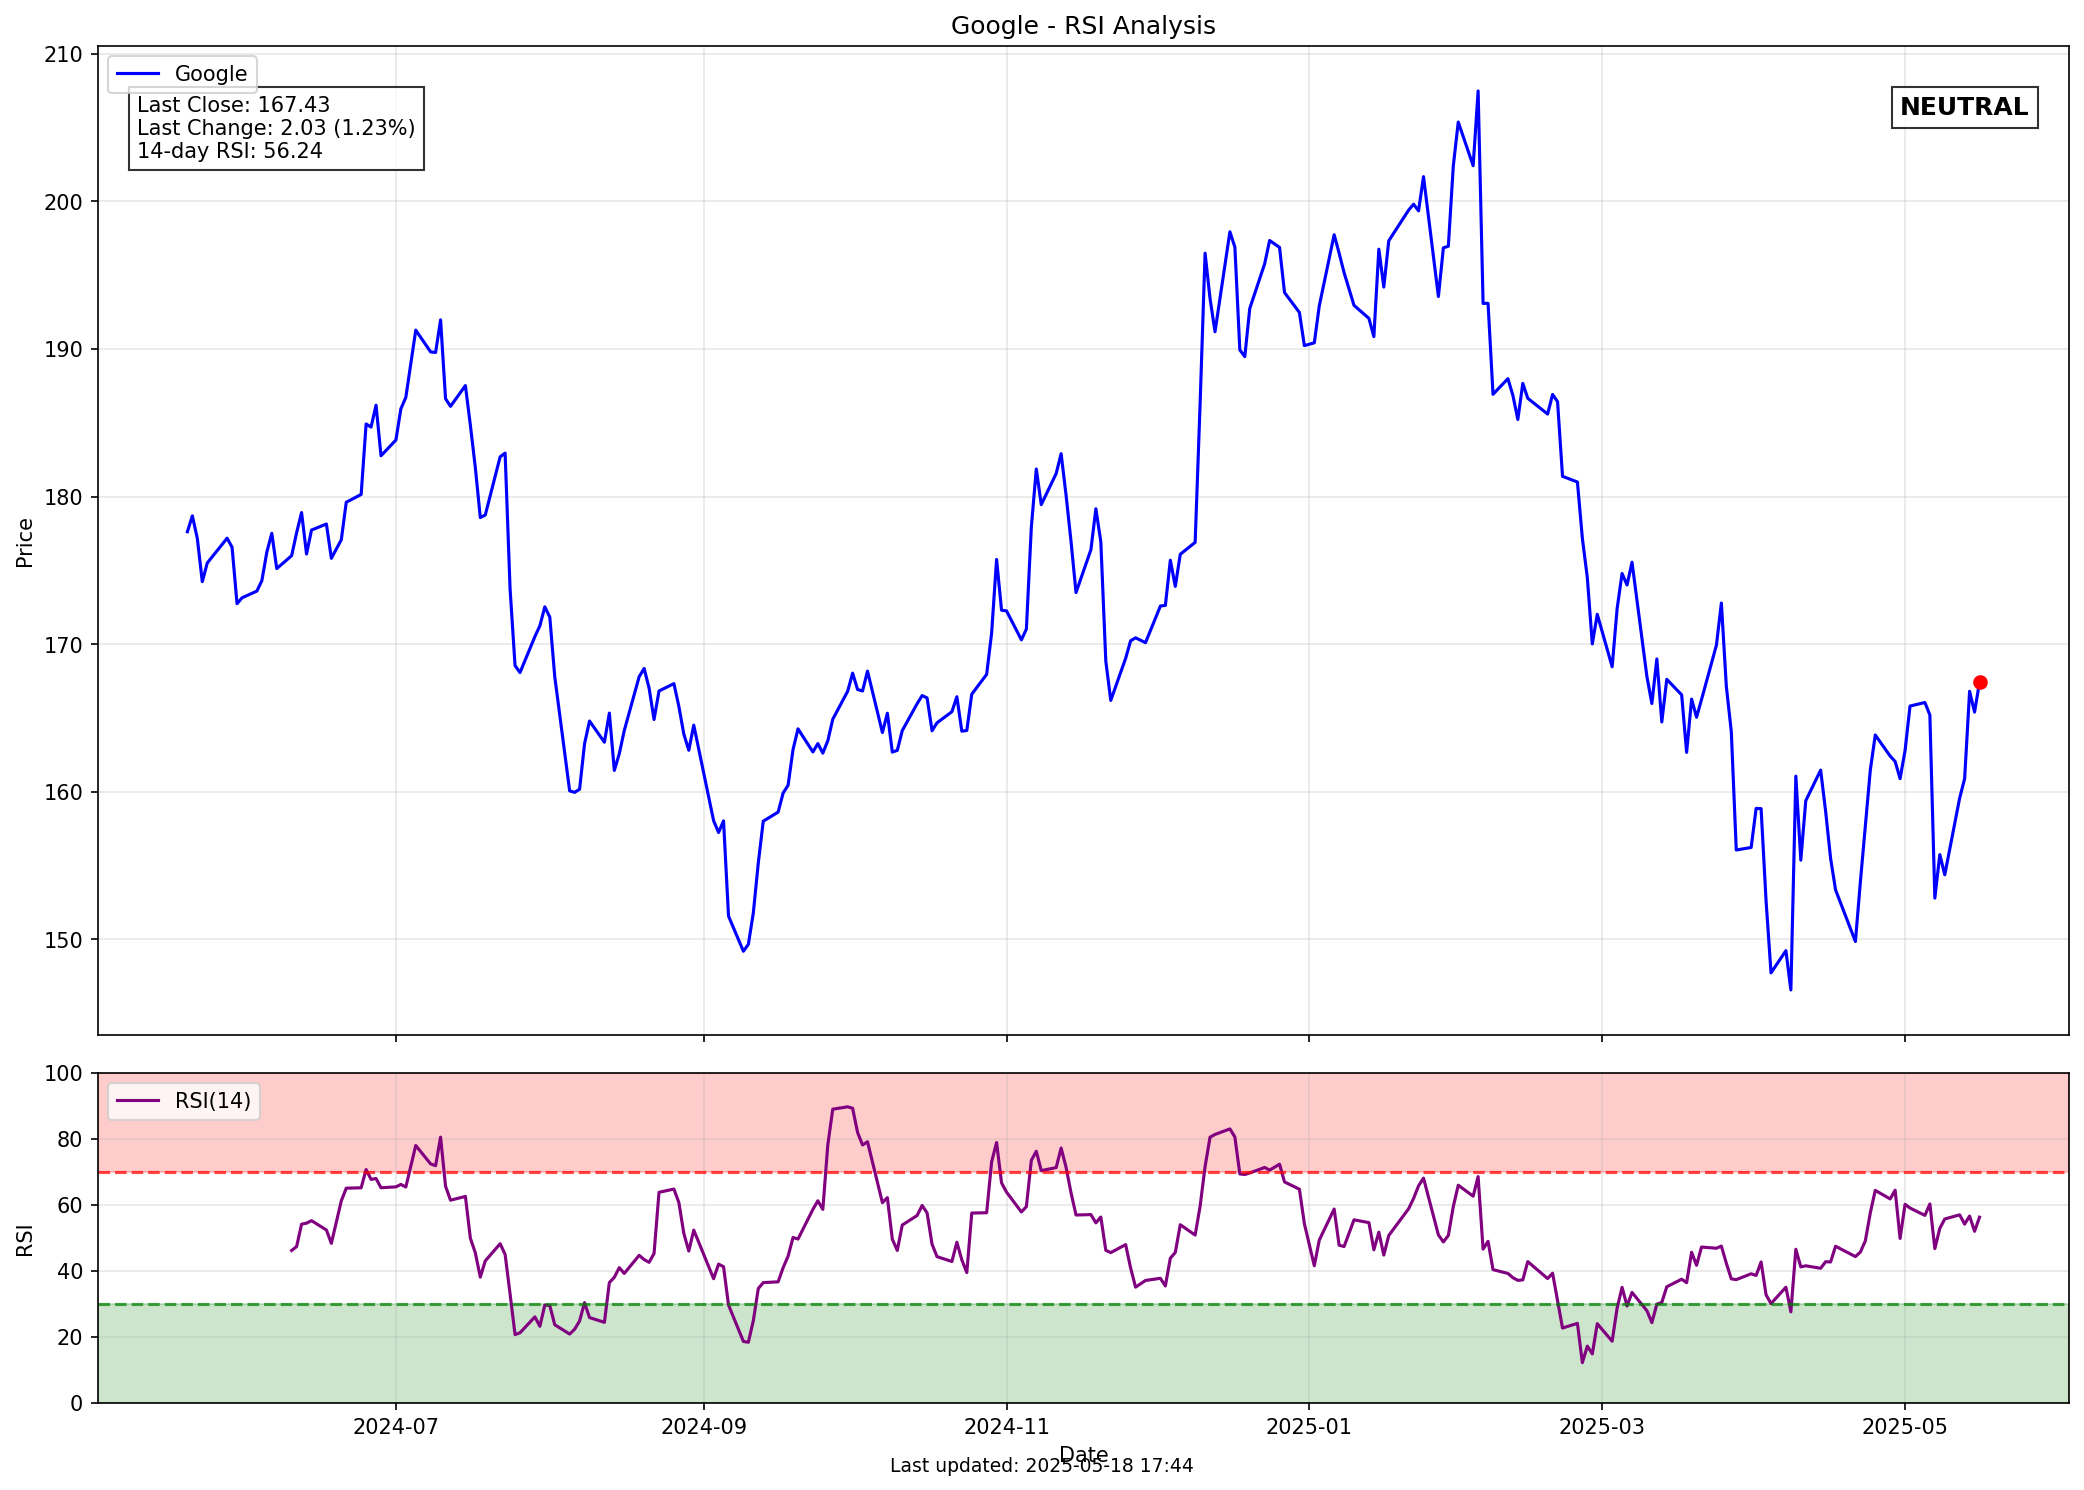 Google - RSI Analysis
Google
Last Close: 167.43
Last Change: 2.03 (1.23%)
14-day RSI: 56.24
NEUTRAL
Price
210
200
190
180
170
160
150
RSI(14)
RSI
100
80
60
40
20
0
2024-07
2024-09
2024-11
2025-01
2025-03
2025-05
Date
Last updated: 2025-05-18 17:44